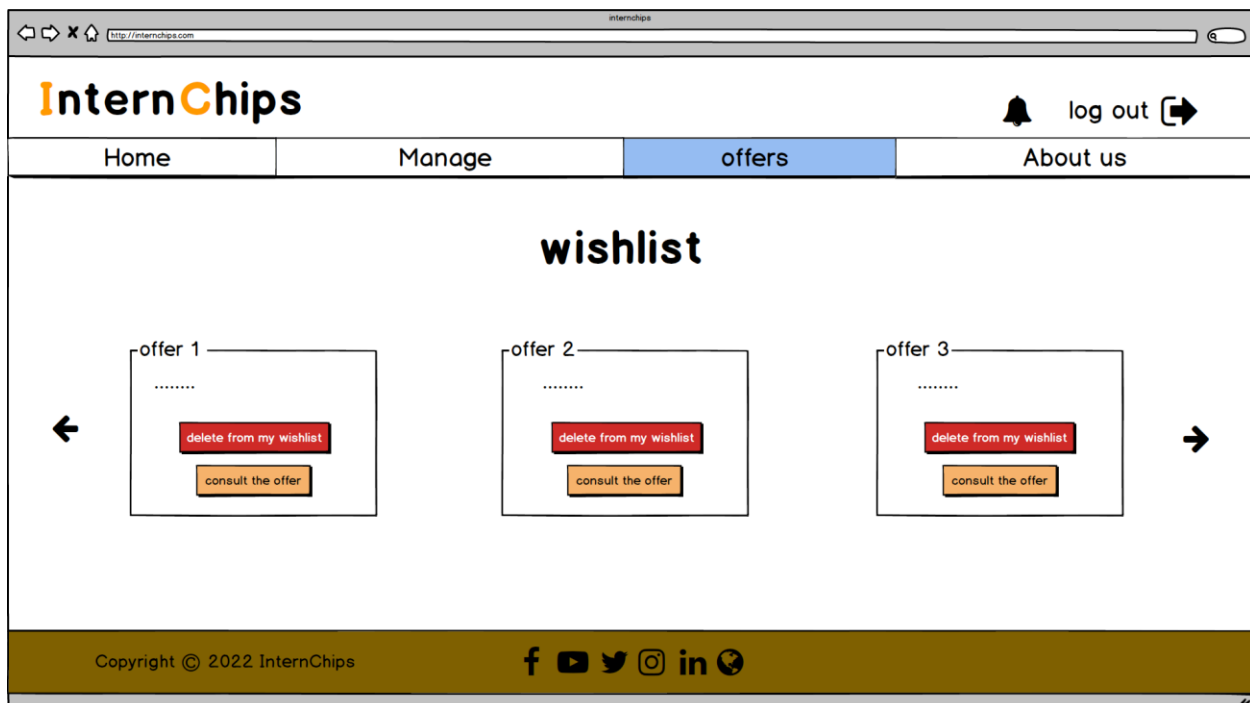 internchips
http://internchips.com
InternChips
log out
Home Manage offers About us
wishlist
offer 1 offer 2 offer 3
........ ........ ........
delete from my wishlist delete from my wishlist delete from my wishlist
consult the offer consult the offer consult the offer
Copyright © 2022 InternChips